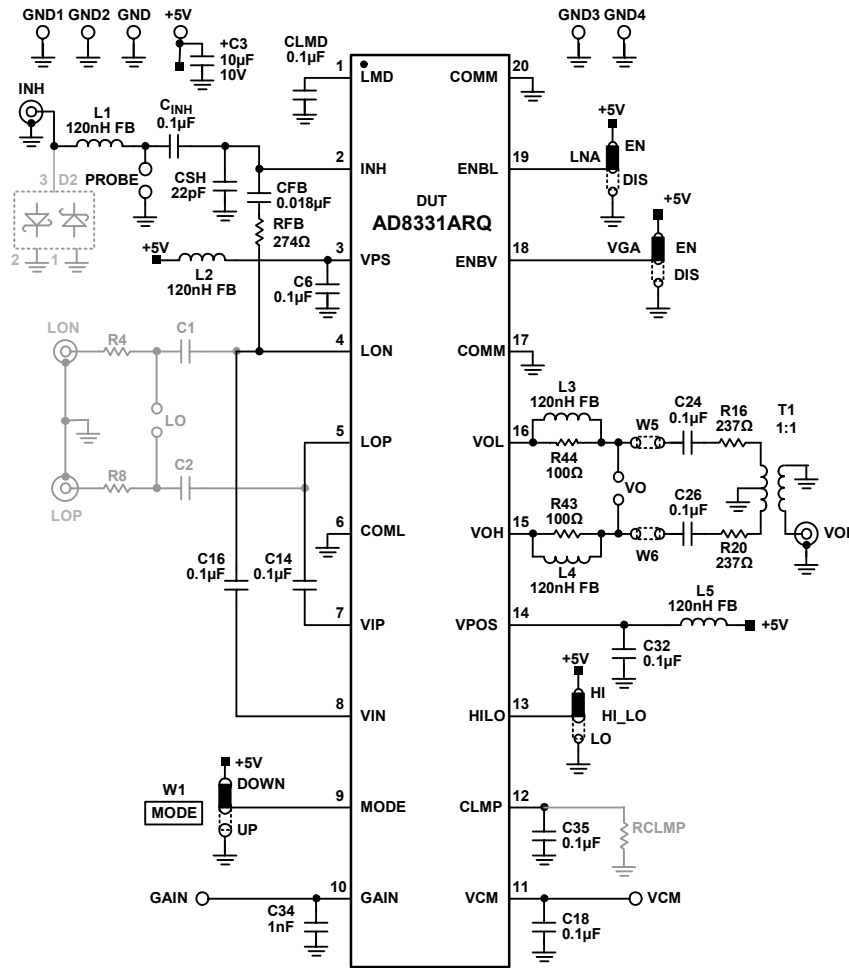 GND1 GND2 GND +5V
+C3
10µF
10V
CLMD
0.1µF
GND3 GND4
1 LMD
COMM 20
INH
L1
120nH FB
CINH
0.1µF
PROBE
CSH
22pF
3 D2
2 1
CFB
0.018µF
RFB
274Ω
2 INH
DUT
AD8331ARQ
ENBL 19
+5V
LNA
EN
DIS
+5V
L2
120nH FB
C6
0.1µF
3 VPS
ENBV 18
+5V
VGA
EN
DIS
LON
R4
C1
LO
4 LON
COMM 17
LOP
R8
C2
5 LOP
VOL 16
L3
120nH FB
R44
100Ω
VO
W5
C24
0.1µF
R16
237Ω
T1
1:1
6 COML
VOH 15
R43
100Ω
L4
120nH FB
W6
C26
0.1µF
R20
237Ω
C16
0.1µF
C14
0.1µF
7 VIP
VPOS 14
L5
120nH FB
+5V
C32
0.1µF
8 VIN
HILO 13
+5V
HI
HI_LO
LO
W1
MODE
+5V
DOWN
UP
9 MODE
CLMP 12
C35
0.1µF
RCLMP
GAIN
C34
1nF
10 GAIN
VCM 11
VCM
C18
0.1µF